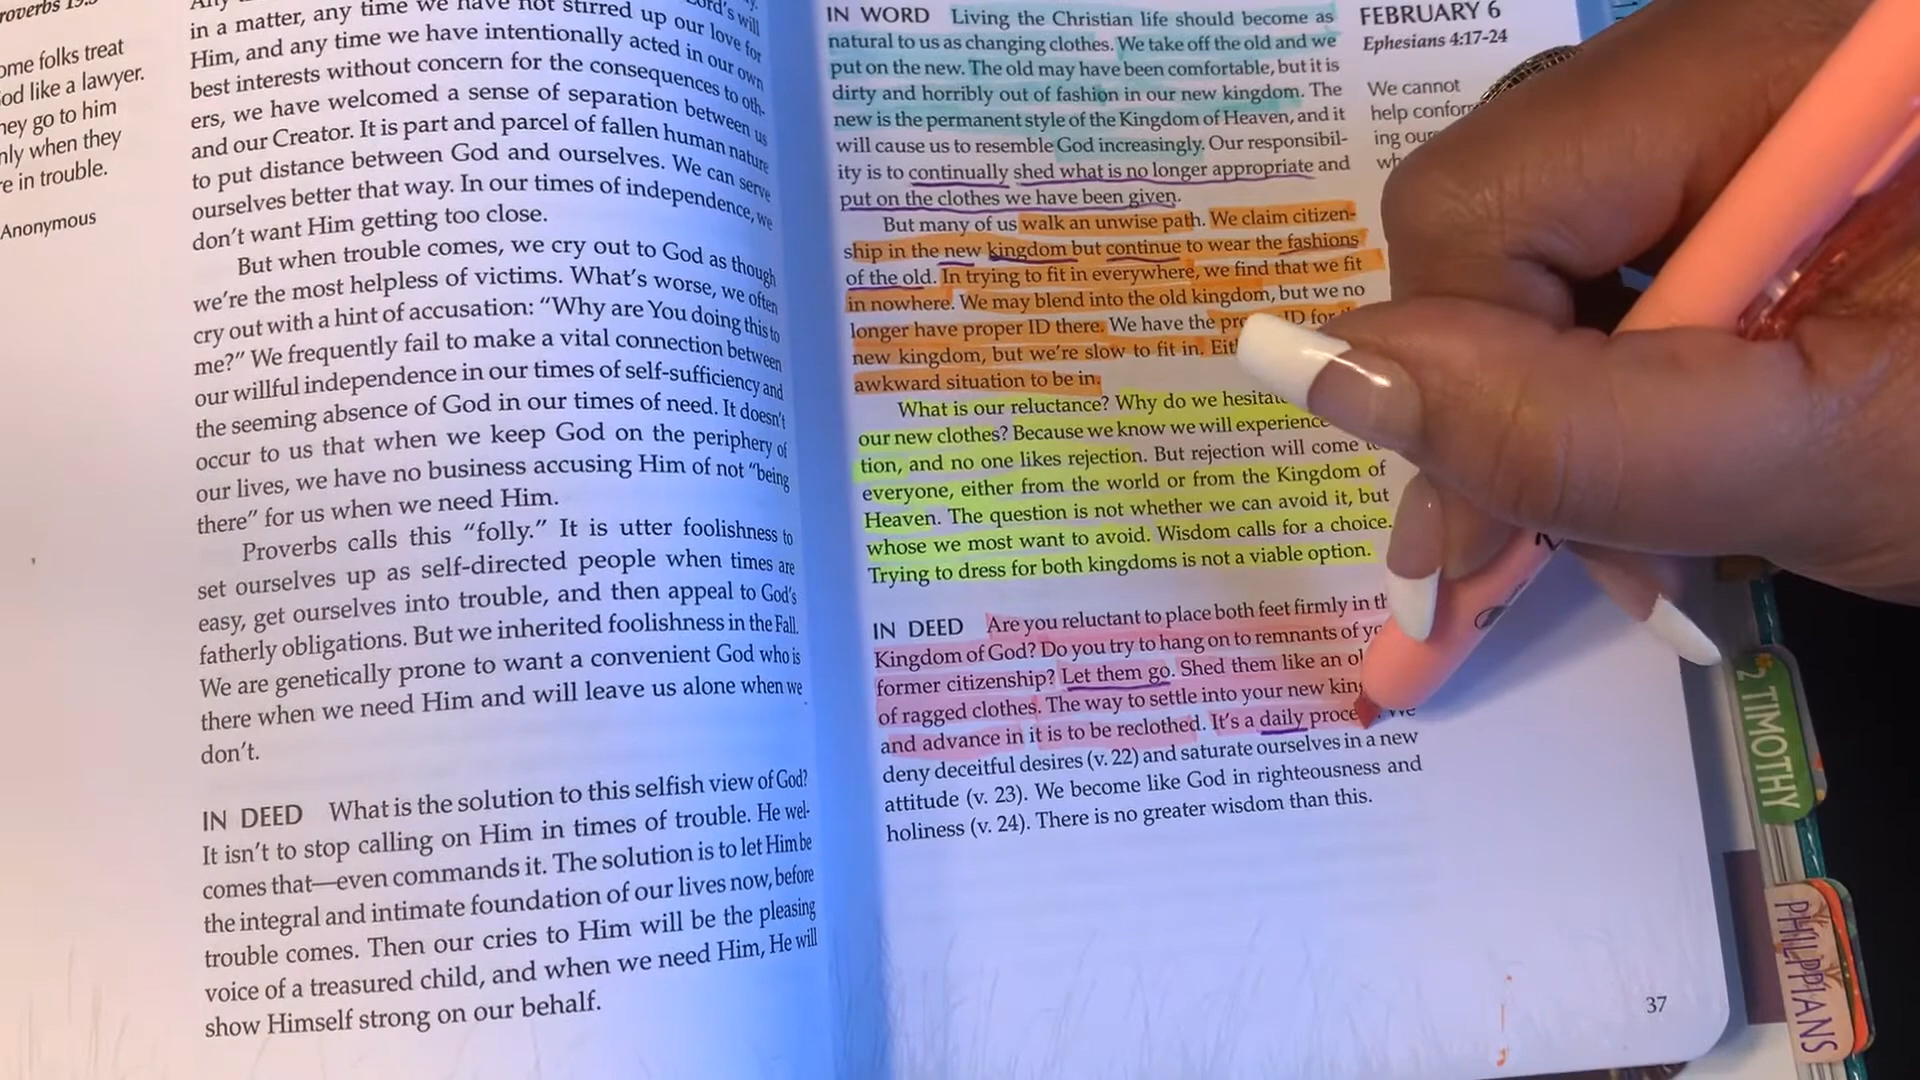 ome folks treat
od like a lawyer.
hey go to him
nly when they
e in trouble.
Anonymous
in a matter, any time we have not stirred up our love for
Him, and any time we have intentionally acted in our own
best interests without concern for the consequences to oth-
ers, we have welcomed a sense of separation between us
and our Creator. It is part and parcel of fallen human nature
to put distance between God and ourselves. We can serve
ourselves better that way. In our times of independence, we
don't want Him getting too close.
But when trouble comes, we cry out to God as though
we're the most helpless of victims. What's worse, we often
cry out with a hint of accusation: “Why are You doing this to
me?” We frequently fail to make a vital connection between
our willful independence in our times of self-sufficiency and
the seeming absence of God in our times of need. It doesn't
occur to us that when we keep God on the periphery of
our lives, we have no business accusing Him of not “being
there” for us when we need Him.
Proverbs calls this “folly.” It is utter foolishness to
set ourselves up as self-directed people when times are
easy, get ourselves into trouble, and then appeal to God's
fatherly obligations. But we inherited foolishness in the Fall.
We are genetically prone to want a convenient God who is
there when we need Him and will leave us alone when we
don't.
IN DEED What is the solution to this selfish view of God?
It isn't to stop calling on Him in times of trouble. He wel-
comes that—even commands it. The solution is to let Him be
the integral and intimate foundation of our lives now, before
trouble comes. Then our cries to Him will be the pleasing
voice of a treasured child, and when we need Him, He will
show Himself strong on our behalf.
IN WORD Living the Christian life should become as
natural to us as changing clothes. We take off the old and we
put on the new. The old may have been comfortable, but it is
dirty and horribly out of fashion in our new kingdom. The
new is the permanent style of the Kingdom of Heaven, and it
will cause us to resemble God increasingly. Our responsibil-
ity is to continually shed what is no longer appropriate and
put on the clothes we have been given.
But many of us walk an unwise path. We claim citizen-
ship in the new kingdom but continue to wear the fashions
of the old. In trying to fit in everywhere, we find that we fit
in nowhere. We may blend into the old kingdom, but we no
longer have proper ID there. We have the pro ID for
new kingdom, but we're slow to fit in. Eit
awkward situation to be in.
What is our reluctance? Why do we hesitate
our new clothes? Because we know we will experience
tion, and no one likes rejection. But rejection will come
everyone, either from the world or from the Kingdom of
Heaven. The question is not whether we can avoid it, but
whose we most want to avoid. Wisdom calls for a choice.
Trying to dress for both kingdoms is not a viable option.
IN DEED Are you reluctant to place both feet firmly in th
Kingdom of God? Do you try to hang on to remnants of yo
former citizenship? Let them go. Shed them like an ol
of ragged clothes. The way to settle into your new king
and advance in it is to be reclothed. It's a daily proce We
deny deceitful desires (v. 22) and saturate ourselves in a new
attitude (v. 23). We become like God in righteousness and
holiness (v. 24). There is no greater wisdom than this.
FEBRUARY 6
Ephesians 4:17-24
We cannot
help conform
ing our
wh
37
2 TIMOTHY
PHILPPIANS